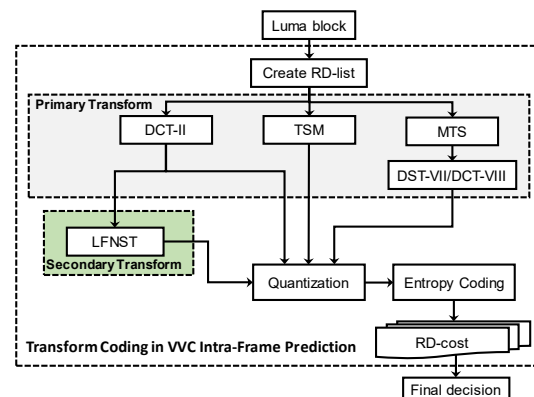 Luma block
Create RD-list
Primary Transform
DCT-II
TSM
MTS
DST-VII/DCT-VIII
LFNST
Secondary Transform
Quantization
Entropy Coding
RD-cost
Transform Coding in VVC Intra-Frame Prediction
Final decision